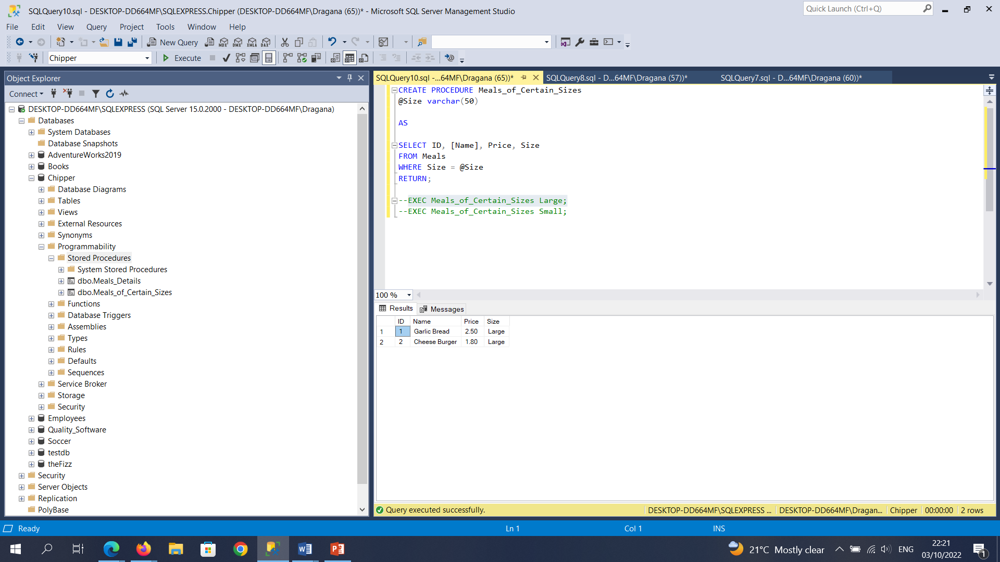 SQLQuery10.sql - DESKTOP-DD664MF\SQLEXPRESS.Chipper (DESKTOP-DD664MF\Dragana (65))* - Microsoft SQL Server Management Studio
Quick Launch (Ctrl+Q)
File Edit View Query Project Tools Window Help
New Query MDX DMX XMLA DAX
Chipper Execute
Object Explorer
Connect
DESKTOP-DD664MF\SQLEXPRESS (SQL Server 15.0.2000 - DESKTOP-DD664MF\Dragana)
Databases
System Databases
Database Snapshots
AdventureWorks2019
Books
Chipper
Database Diagrams
Tables
Views
External Resources
Synonyms
Programmability
Stored Procedures
System Stored Procedures
dbo.Meals_Details
dbo.Meals_of_Certain_Sizes
Functions
Database Triggers
Assemblies
Types
Rules
Defaults
Sequences
Service Broker
Storage
Security
Employees
Quality_Software
Soccer
testdb
theFizz
Security
Server Objects
Replication
PolyBase
SQLQuery10.sql -...64MF\Dragana (65))* SQLQuery8.sql - D...64MF\Dragana (57))* SQLQuery7.sql - D...64MF\Dragana (60))*
CREATE PROCEDURE Meals_of_Certain_Sizes
@Size varchar(50)
AS
SELECT ID, [Name], Price, Size
FROM Meals
WHERE Size = @Size
RETURN;
--EXEC Meals_of_Certain_Sizes Large;
--EXEC Meals_of_Certain_Sizes Small;
100 %
Results Messages
ID Name Price Size
1 1 Garlic Bread 2.50 Large
2 2 Cheese Burger 1.80 Large
Query executed successfully. DESKTOP-DD664MF\SQLEXPRESS ... DESKTOP-DD664MF\Dragan... Chipper 00:00:00 2 rows
Ready Ln 1 Col 1 INS
21°C Mostly clear ENG 22:21
03/10/2022 1